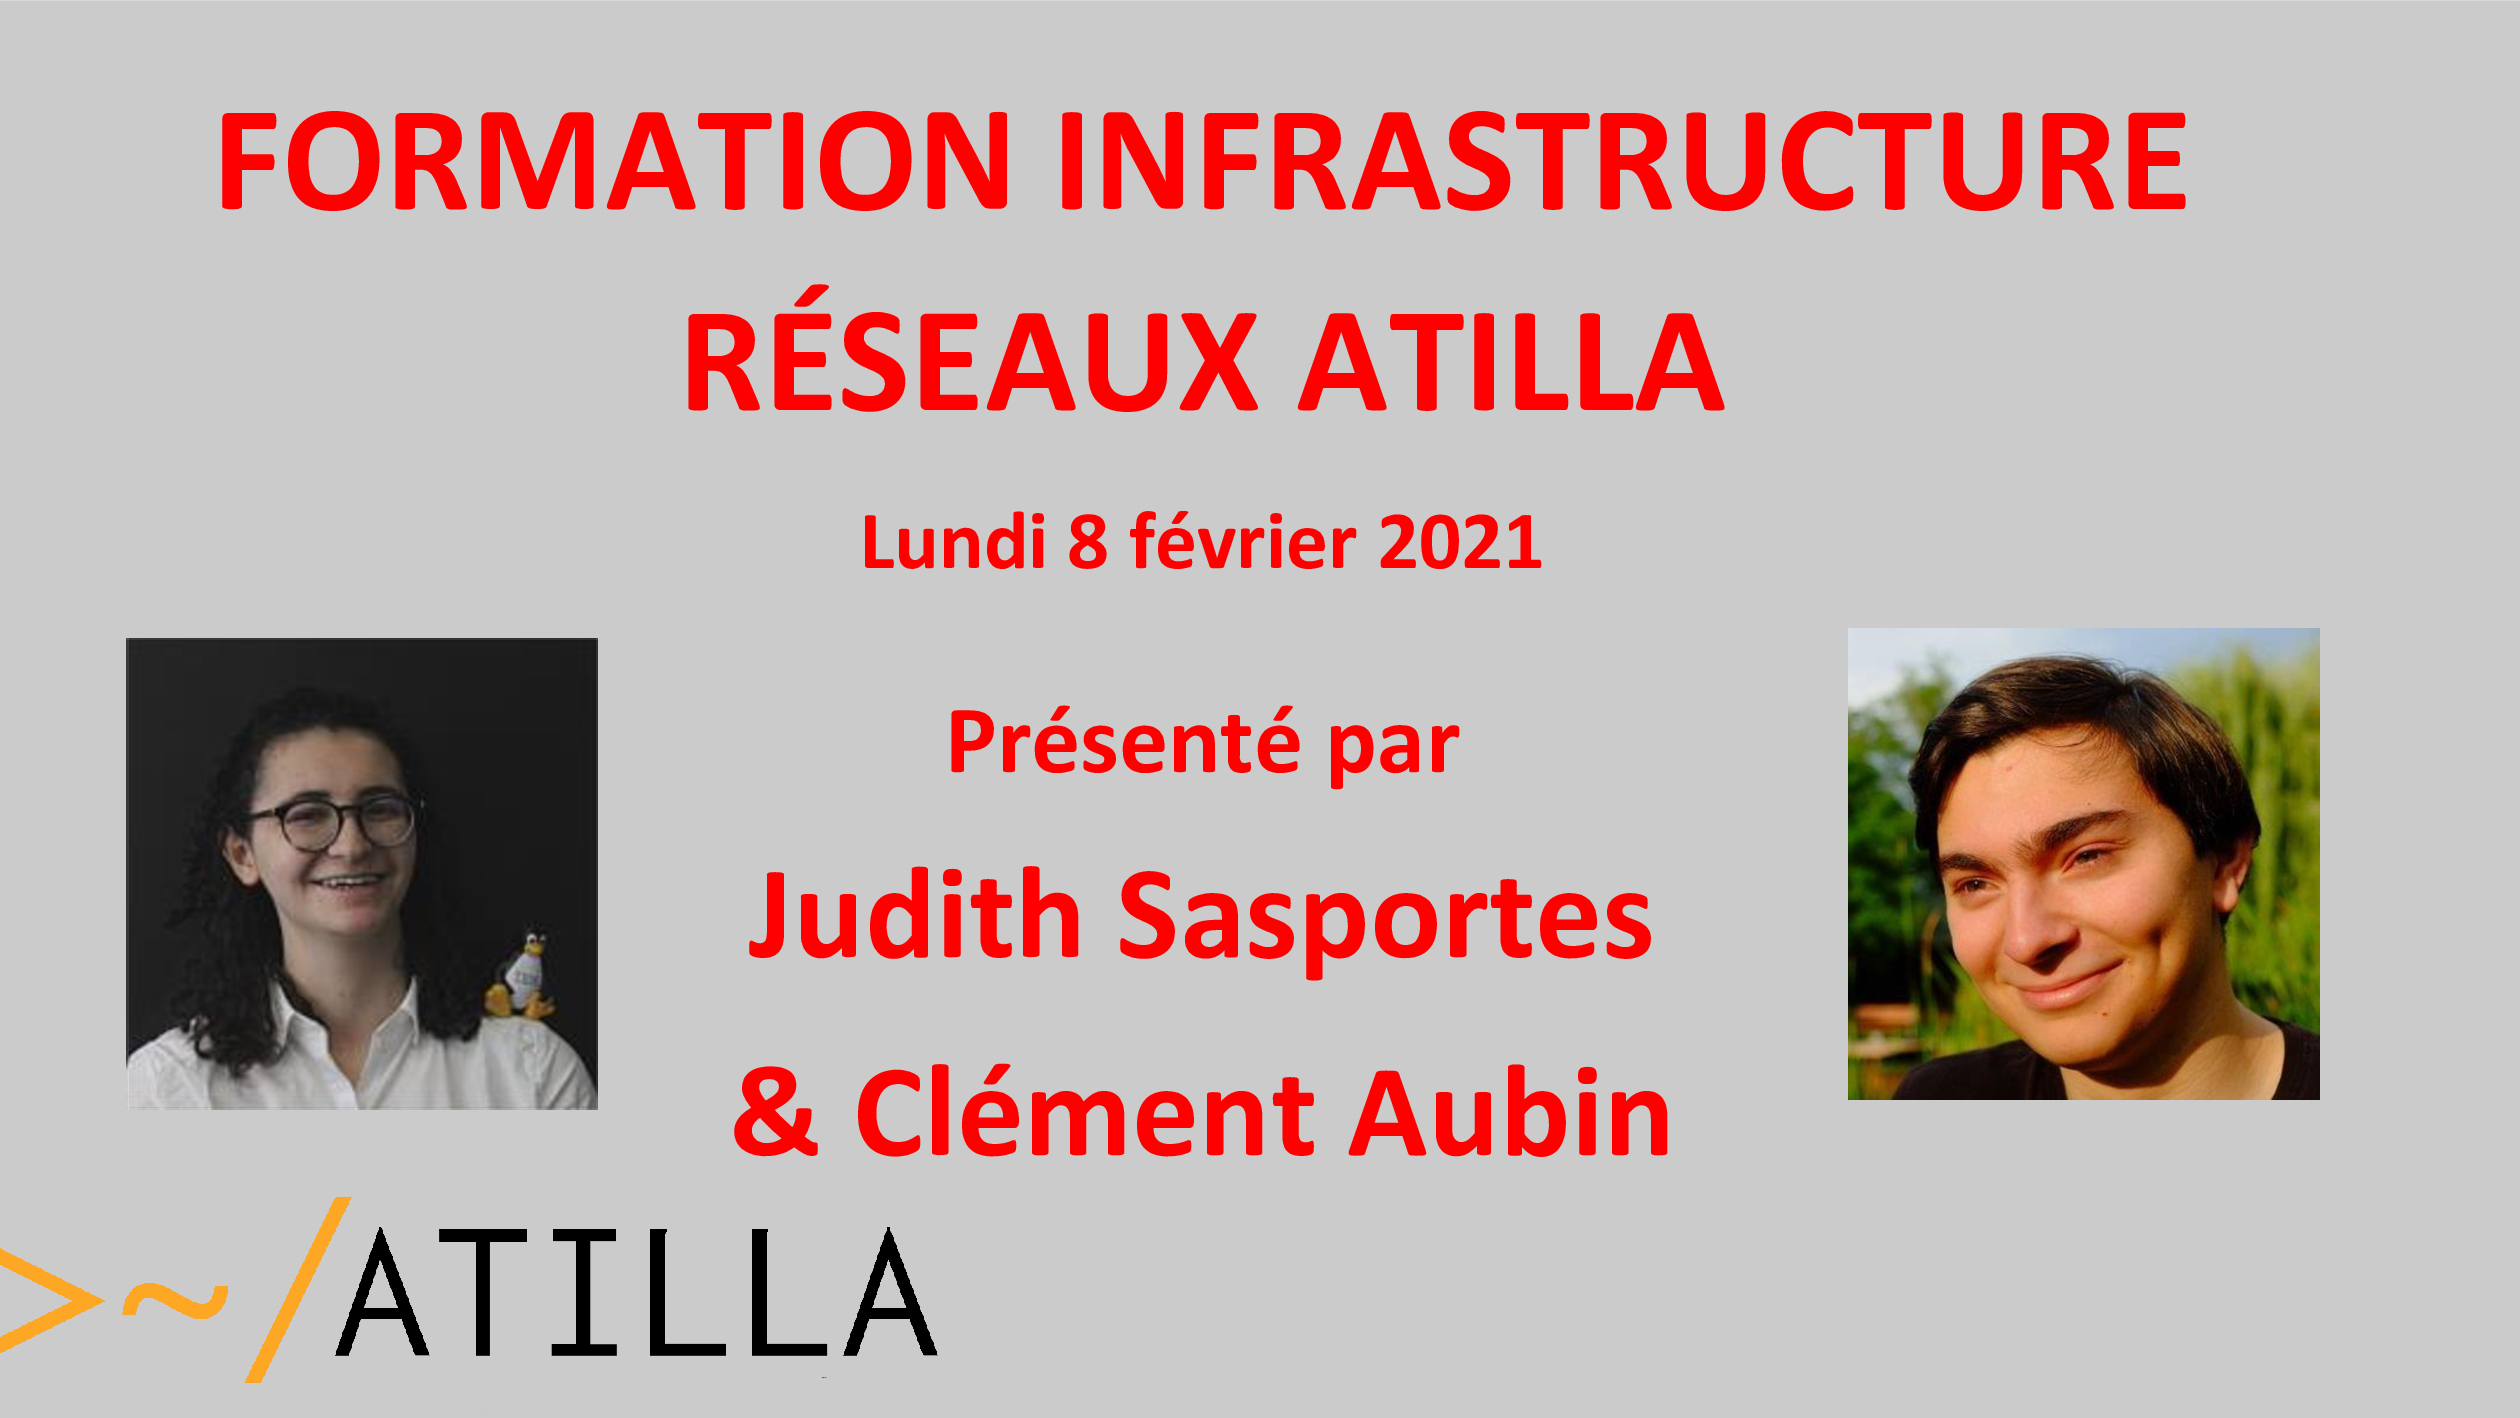 FORMATION INFRASTRUCTURE
RÉSEAUX ATILLA
Lundi 8 février 2021
Présenté par
Judith Sasportes
& Clément Aubin
>~/ATILLA